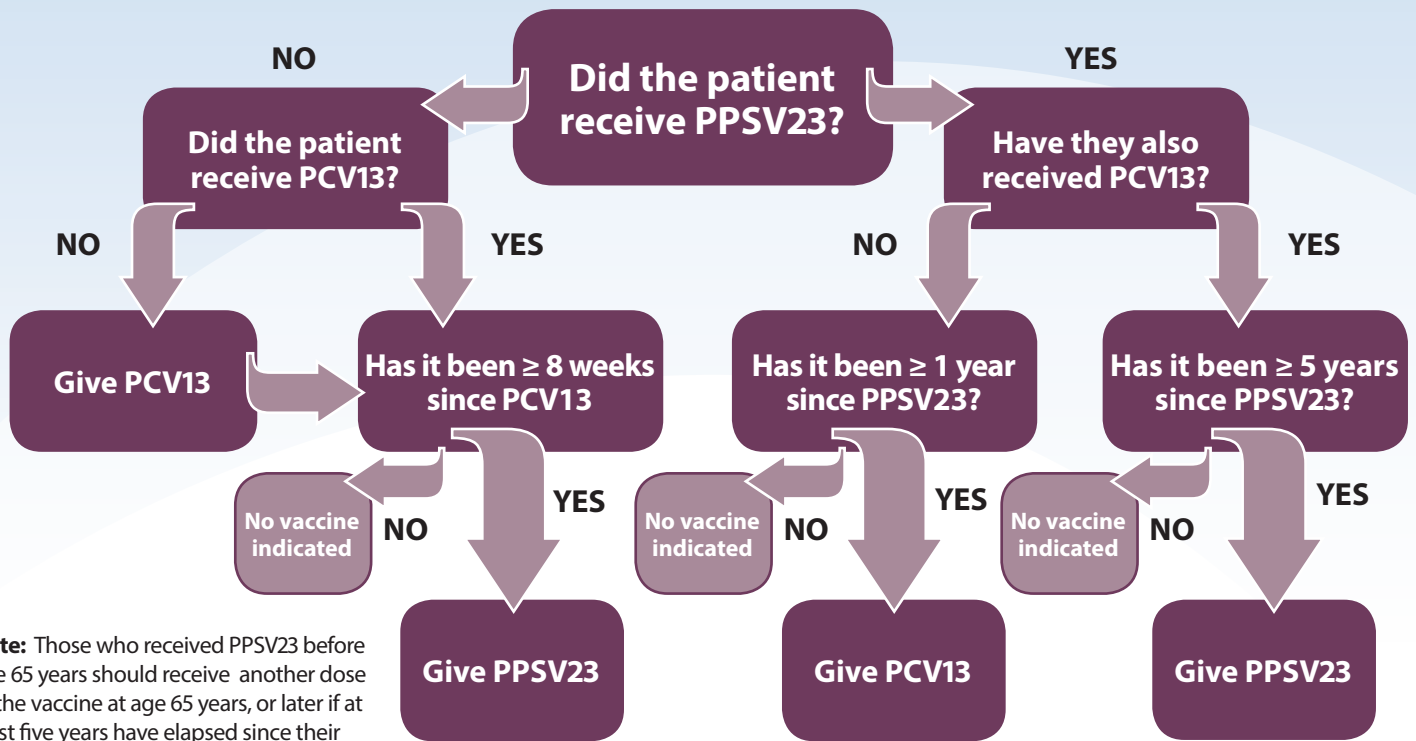 Did the patient
receive PPSV23?
NO
YES
Did the patient
receive PCV13?
Have they also
received PCV13?
NO
YES
NO
YES
Give PCV13
Has it been ≥ 8 weeks
since PCV13
Has it been ≥ 1 year
since PPSV23?
Has it been ≥ 5 years
since PPSV23?
No vaccine
indicated
NO
YES
No vaccine
indicated
NO
YES
No vaccine
indicated
NO
YES
Give PPSV23
Give PCV13
Give PPSV23
te: Those who received PPSV23 before
e 65 years should receive another dose
the vaccine at age 65 years, or later if at
st five years have elapsed since their